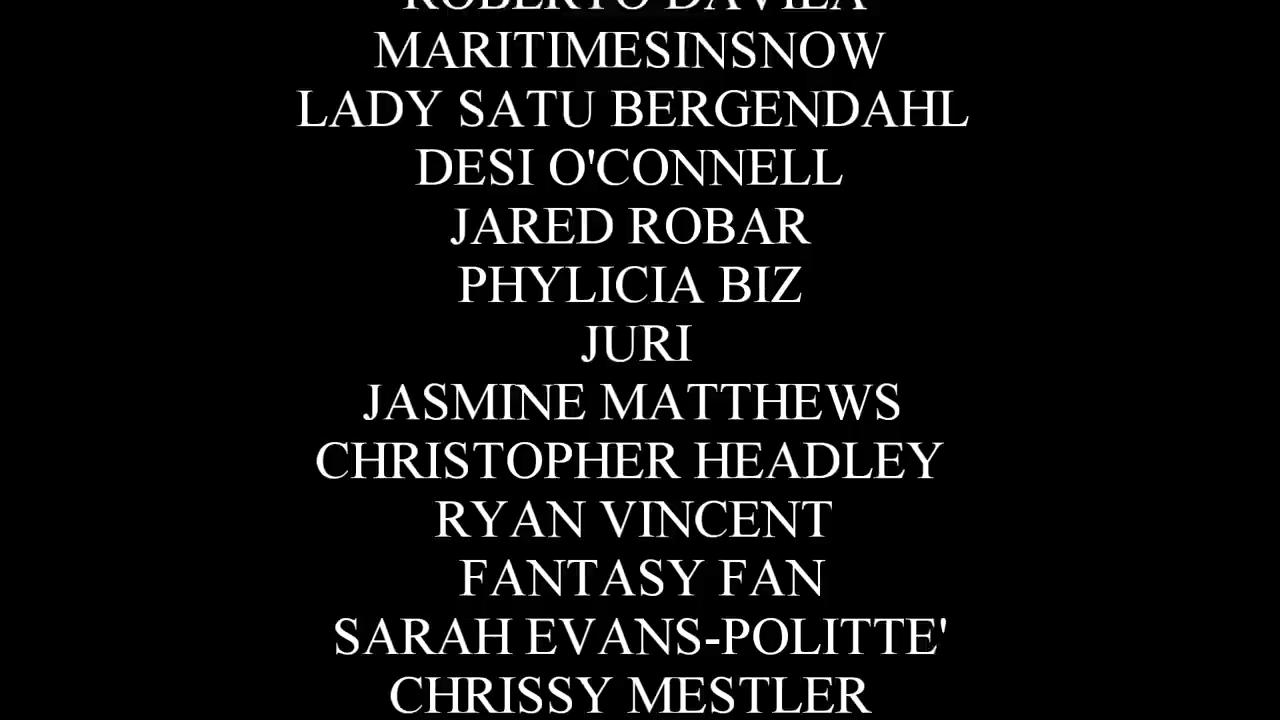 ROBERTO DAVILA
MARITIMESINSNOW
LADY SATU BERGENDAHL
DESI O'CONNELL
JARED ROBAR
PHYLICIA BIZ
JURI
JASMINE MATTHEWS
CHRISTOPHER HEADLEY
RYAN VINCENT
FANTASY FAN
SARAH EVANS-POLITTE'
CHRISSY MESTLER